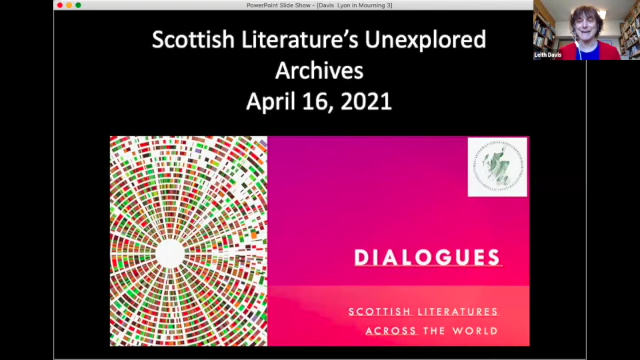 PowerPoint Slide Show - [Davis Lyon in Mourning 3]
Scottish Literature's Unexplored
Archives
April 16, 2021
Leith Davis
DIALOGUES
SCOTTISH LITERATURES
ACROSS THE WORLD